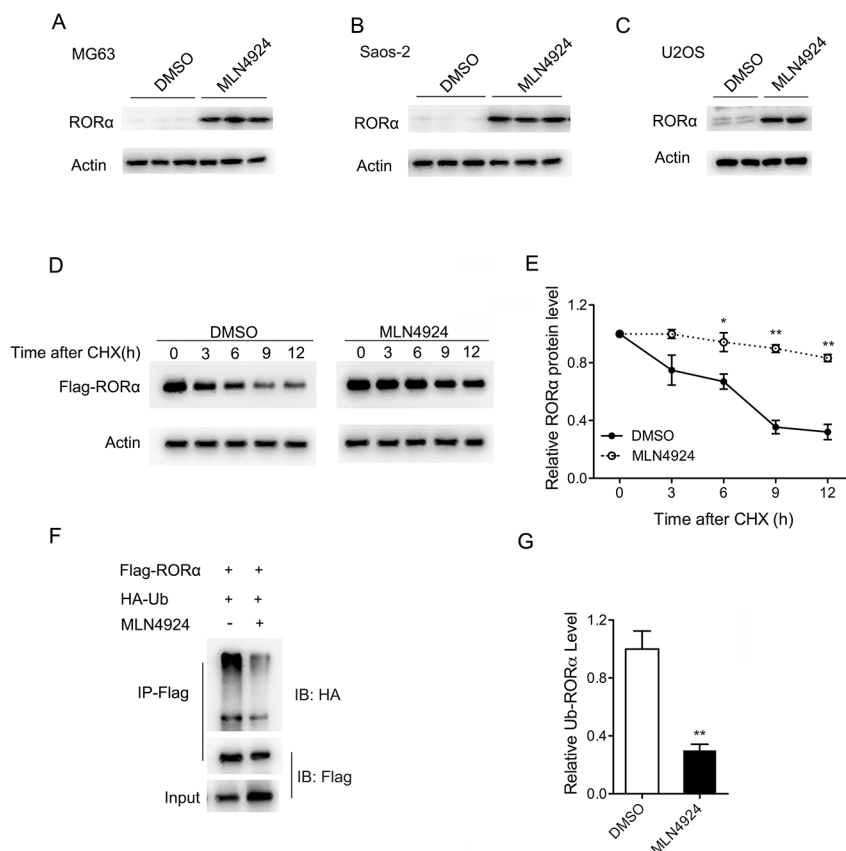 A
MG63
DMSO
MLN4924
RORα
Actin
B
Saos-2
DMSO
MLN4924
RORα
Actin
C
U2OS
DMSO
MLN4924
RORα
Actin
D
DMSO
MLN4924
Time after CHX(h)
0 3 6 9 12
0 3 6 9 12
Flag-RORα
Actin
E
Relative RORα protein level
1.2
0.8
0.4
0.0
* ** **
DMSO
MLN4924
0 3 6 9 12
Time after CHX (h)
F
Flag-RORα + +
HA-Ub + +
MLN4924 - +
IP-Flag
IB: HA
IB: Flag
Input
G
Relative Ub-RORα Level
1.2
0.8
0.4
0.0
**
DMSO
MLN4924